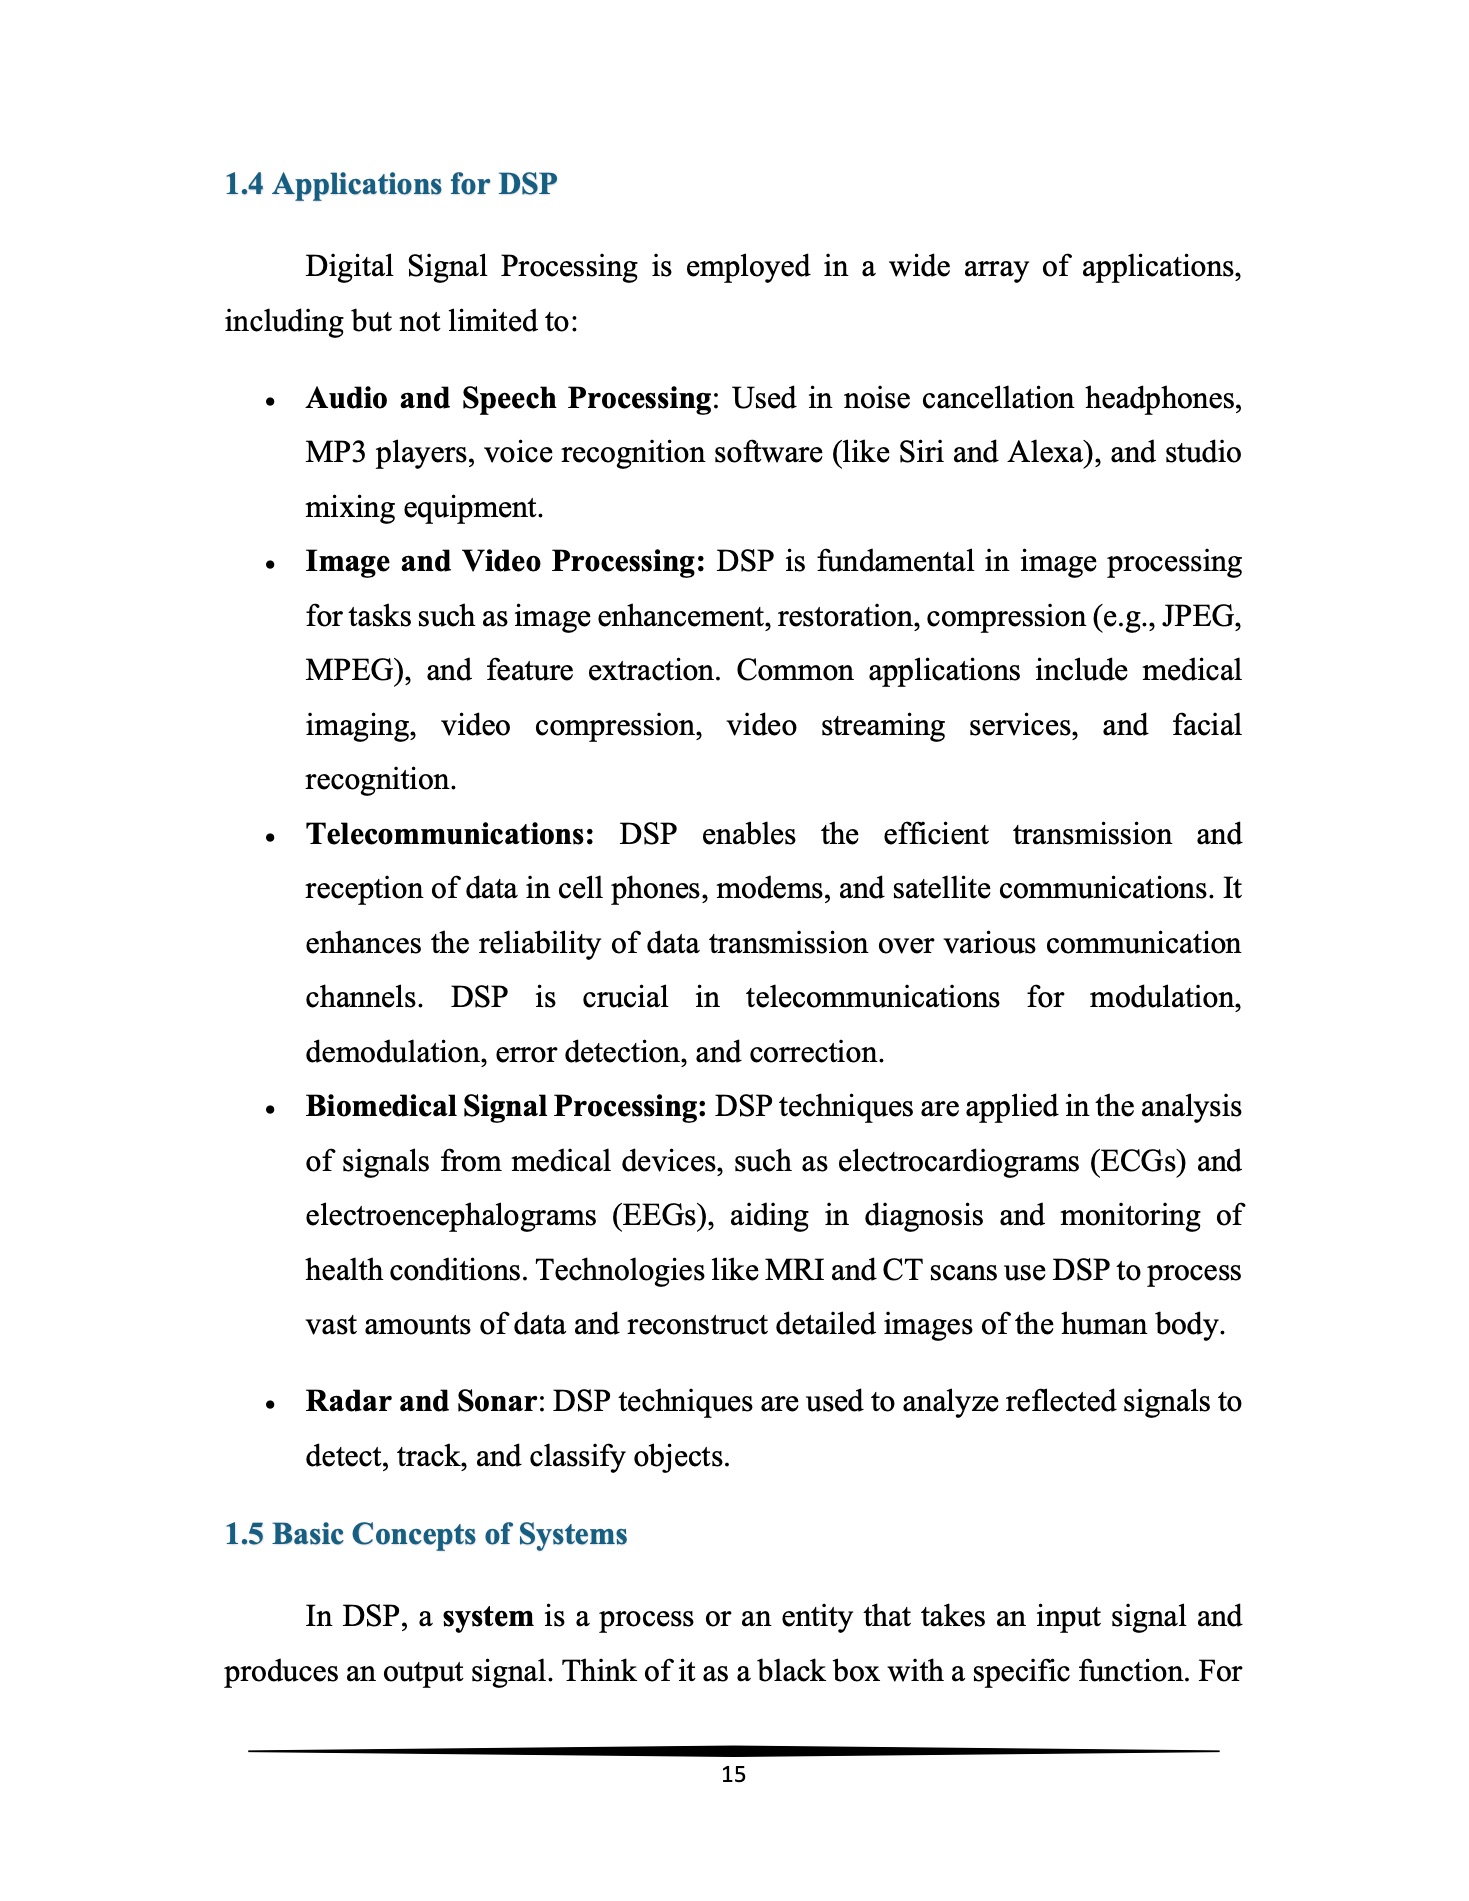 1.4 Applications for DSP
Digital Signal Processing is employed in a wide array of applications,
including but not limited to:
• Audio and Speech Processing: Used in noise cancellation headphones,
MP3 players, voice recognition software (like Siri and Alexa), and studio
mixing equipment.
• Image and Video Processing: DSP is fundamental in image processing
for tasks such as image enhancement, restoration, compression (e.g., JPEG,
MPEG), and feature extraction. Common applications include medical
imaging, video compression, video streaming services, and facial
recognition.
• Telecommunications: DSP enables the efficient transmission and
reception of data in cell phones, modems, and satellite communications. It
enhances the reliability of data transmission over various communication
channels. DSP is crucial in telecommunications for modulation,
demodulation, error detection, and correction.
• Biomedical Signal Processing: DSP techniques are applied in the analysis
of signals from medical devices, such as electrocardiograms (ECGs) and
electroencephalograms (EEGs), aiding in diagnosis and monitoring of
health conditions. Technologies like MRI and CT scans use DSP to process
vast amounts of data and reconstruct detailed images of the human body.
• Radar and Sonar: DSP techniques are used to analyze reflected signals to
detect, track, and classify objects.
1.5 Basic Concepts of Systems
In DSP, a system is a process or an entity that takes an input signal and
produces an output signal. Think of it as a black box with a specific function. For
15